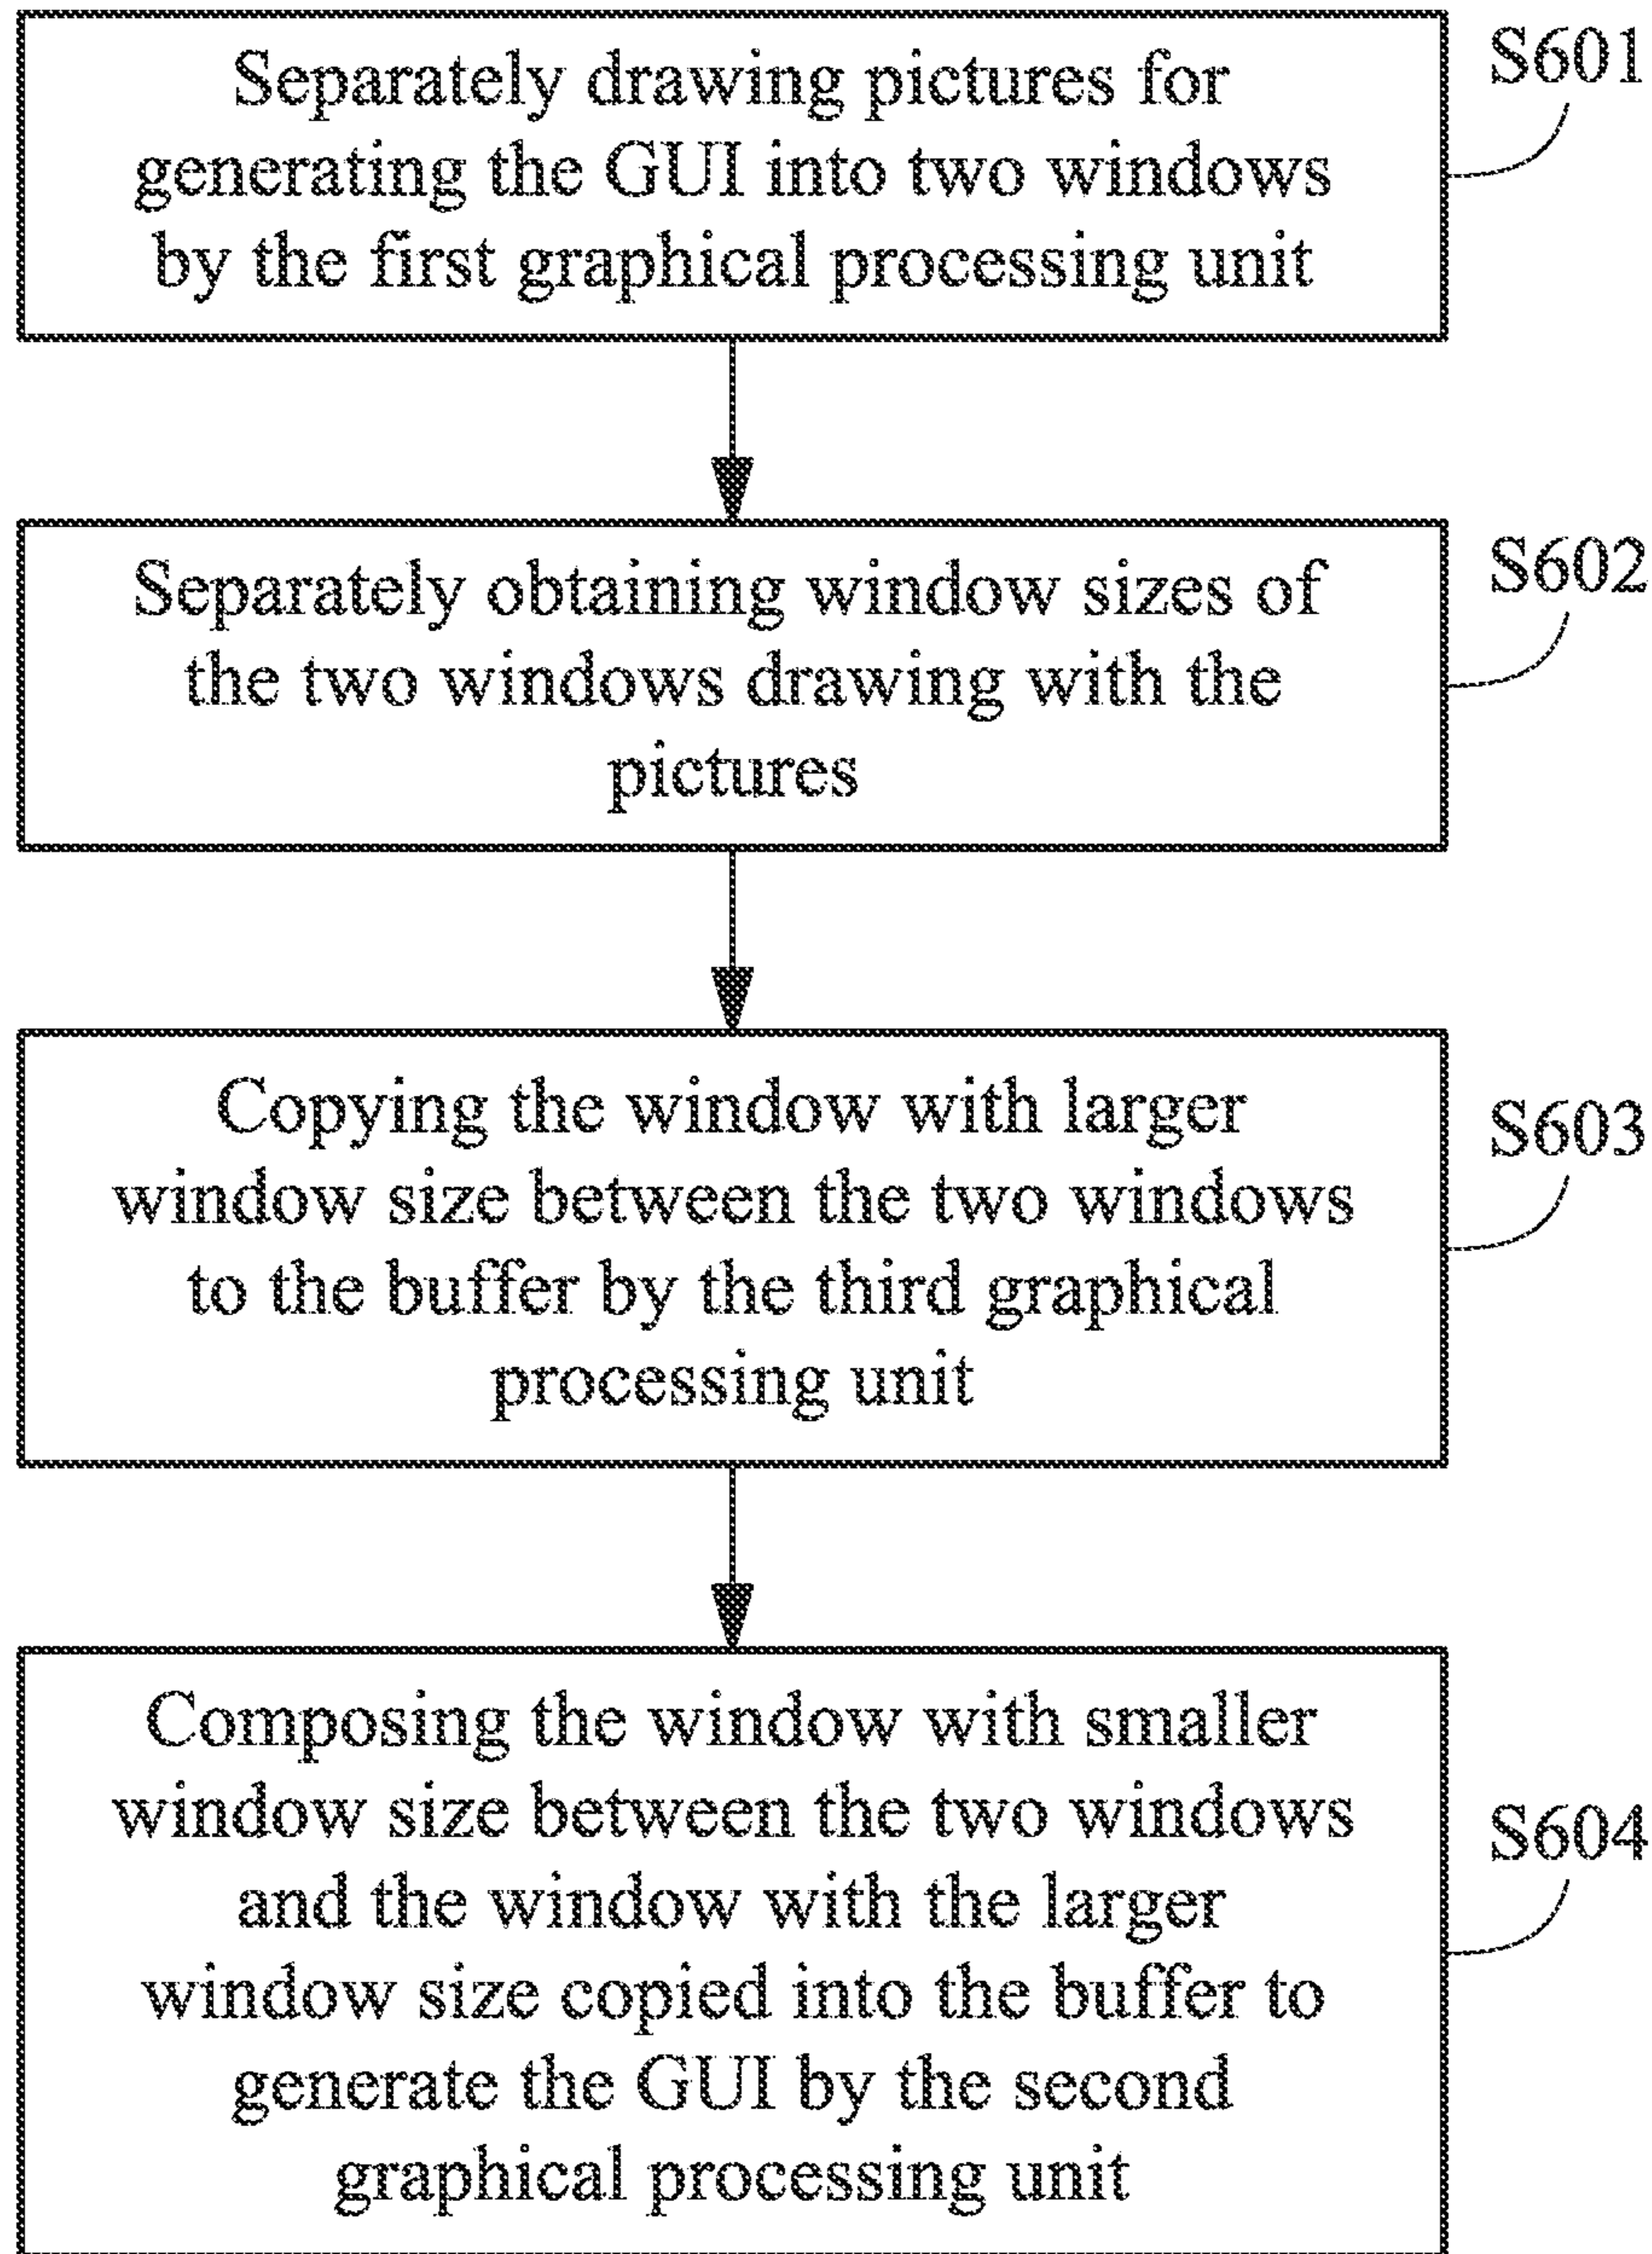 Separately drawing pictures for
generating the GUI into two windows
by the first graphical processing unit
S601
Separately obtaining window sizes of
the two windows drawing with the
pictures
S602
Copying the window with larger
window size between the two windows
to the buffer by the third graphical
processing unit
S603
Composing the window with smaller
window size between the two windows
and the window with the larger
window size copied into the buffer to
generate the GUI by the second
graphical processing unit
S604